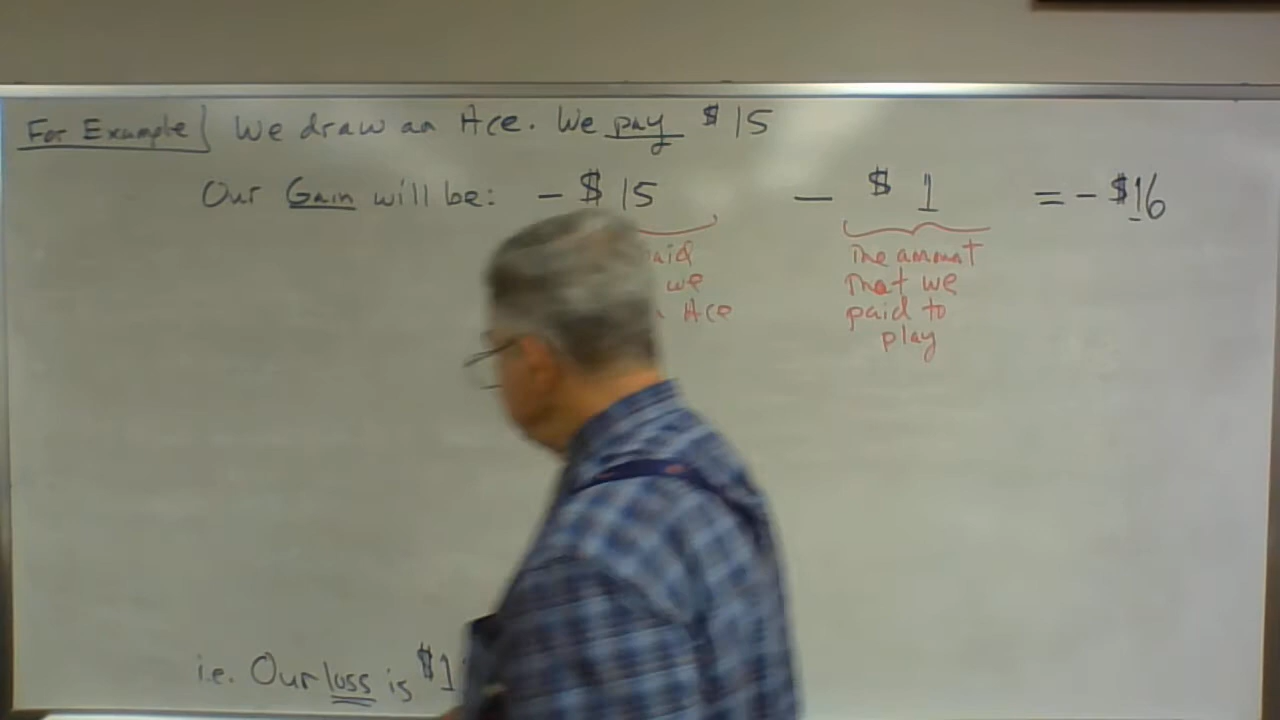 For Example We draw an Ace. We pay $15
Our Gain will be: - $15 - $1 = - $16
we
Ace
The amount
that we
paid to
play
i.e. Our loss is $1